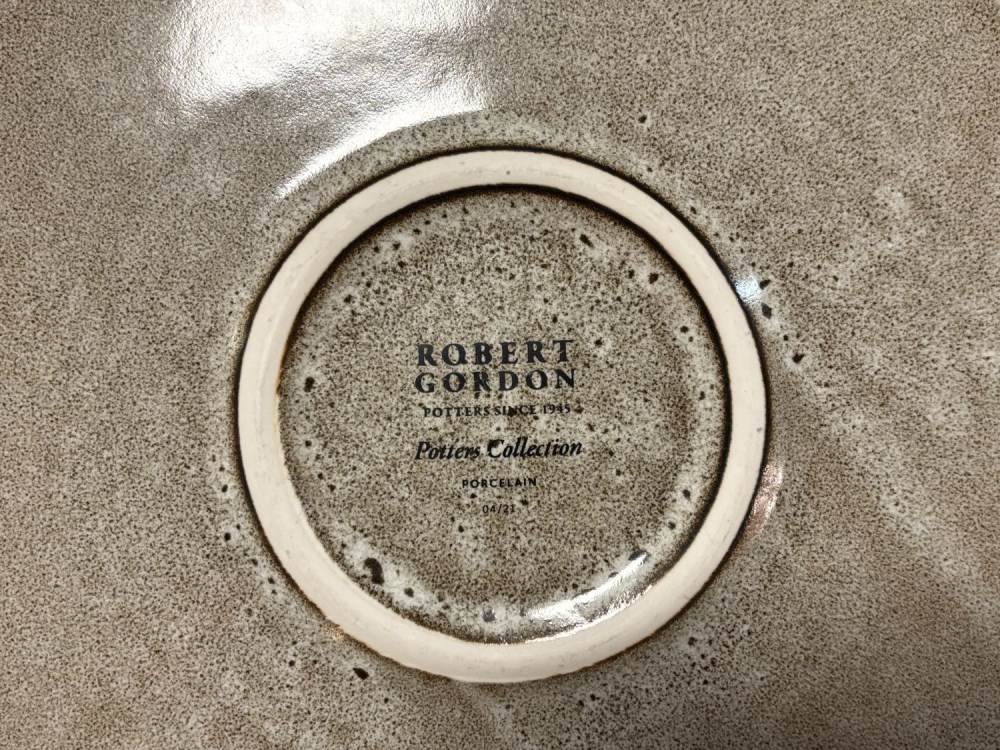 ROBERT
GORDON
POTTERS SINCE 1945
Potters Collection
PORCELAIN
04/21